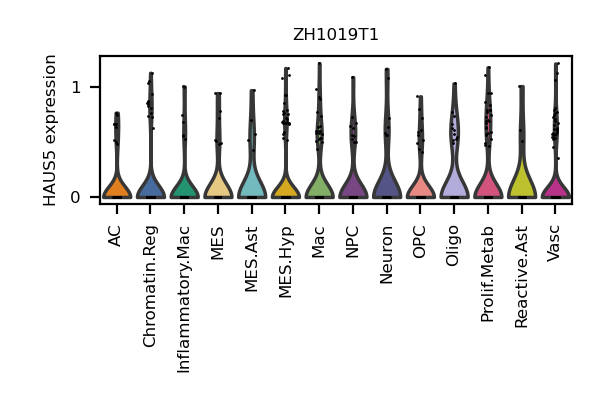 ZH1019T1
HAUS5 expression
1
0
AC
Chromatin.Reg
Inflammatory.Mac
MES
MES.Ast
MES.Hyp
Mac
NPC
Neuron
OPC
Oligo
Prolif.Metab
Reactive.Ast
Vasc